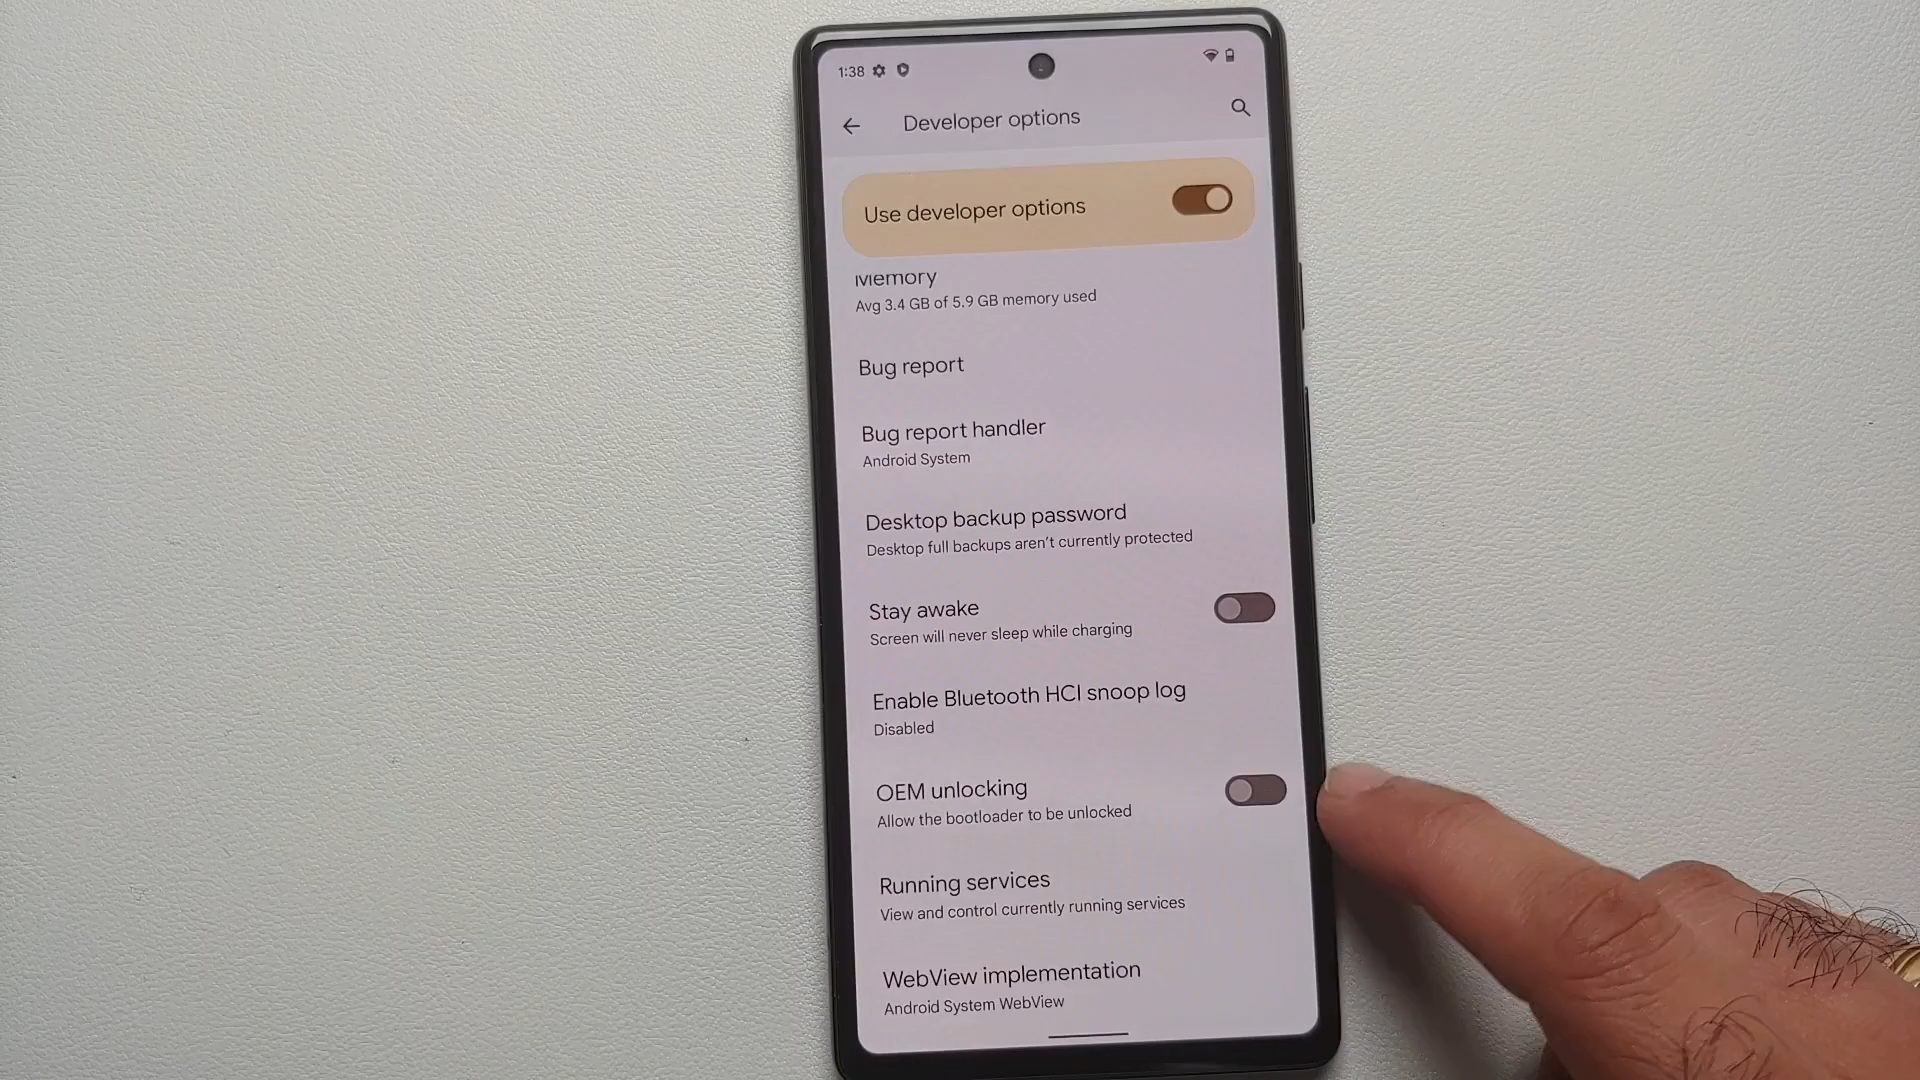 1:38
Developer options
Use developer options
Memory
Avg 3.4 GB of 5.9 GB memory used
Bug report
Bug report handler
Android System
Desktop backup password
Desktop full backups aren't currently protected
Stay awake
Screen will never sleep while charging
Enable Bluetooth HCI snoop log
Disabled
OEM unlocking
Allow the bootloader to be unlocked
Running services
View and control currently running services
WebView implementation
Android System WebView